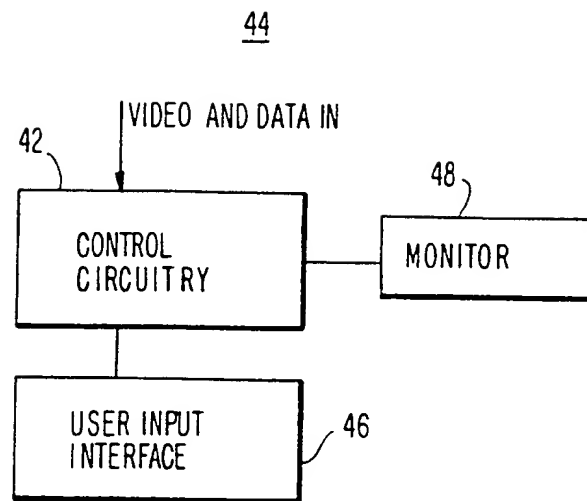 44
VIDEO AND DATA IN
42
CONTROL
CIRCUITRY
48
MONITOR
USER INPUT
INTERFACE
46